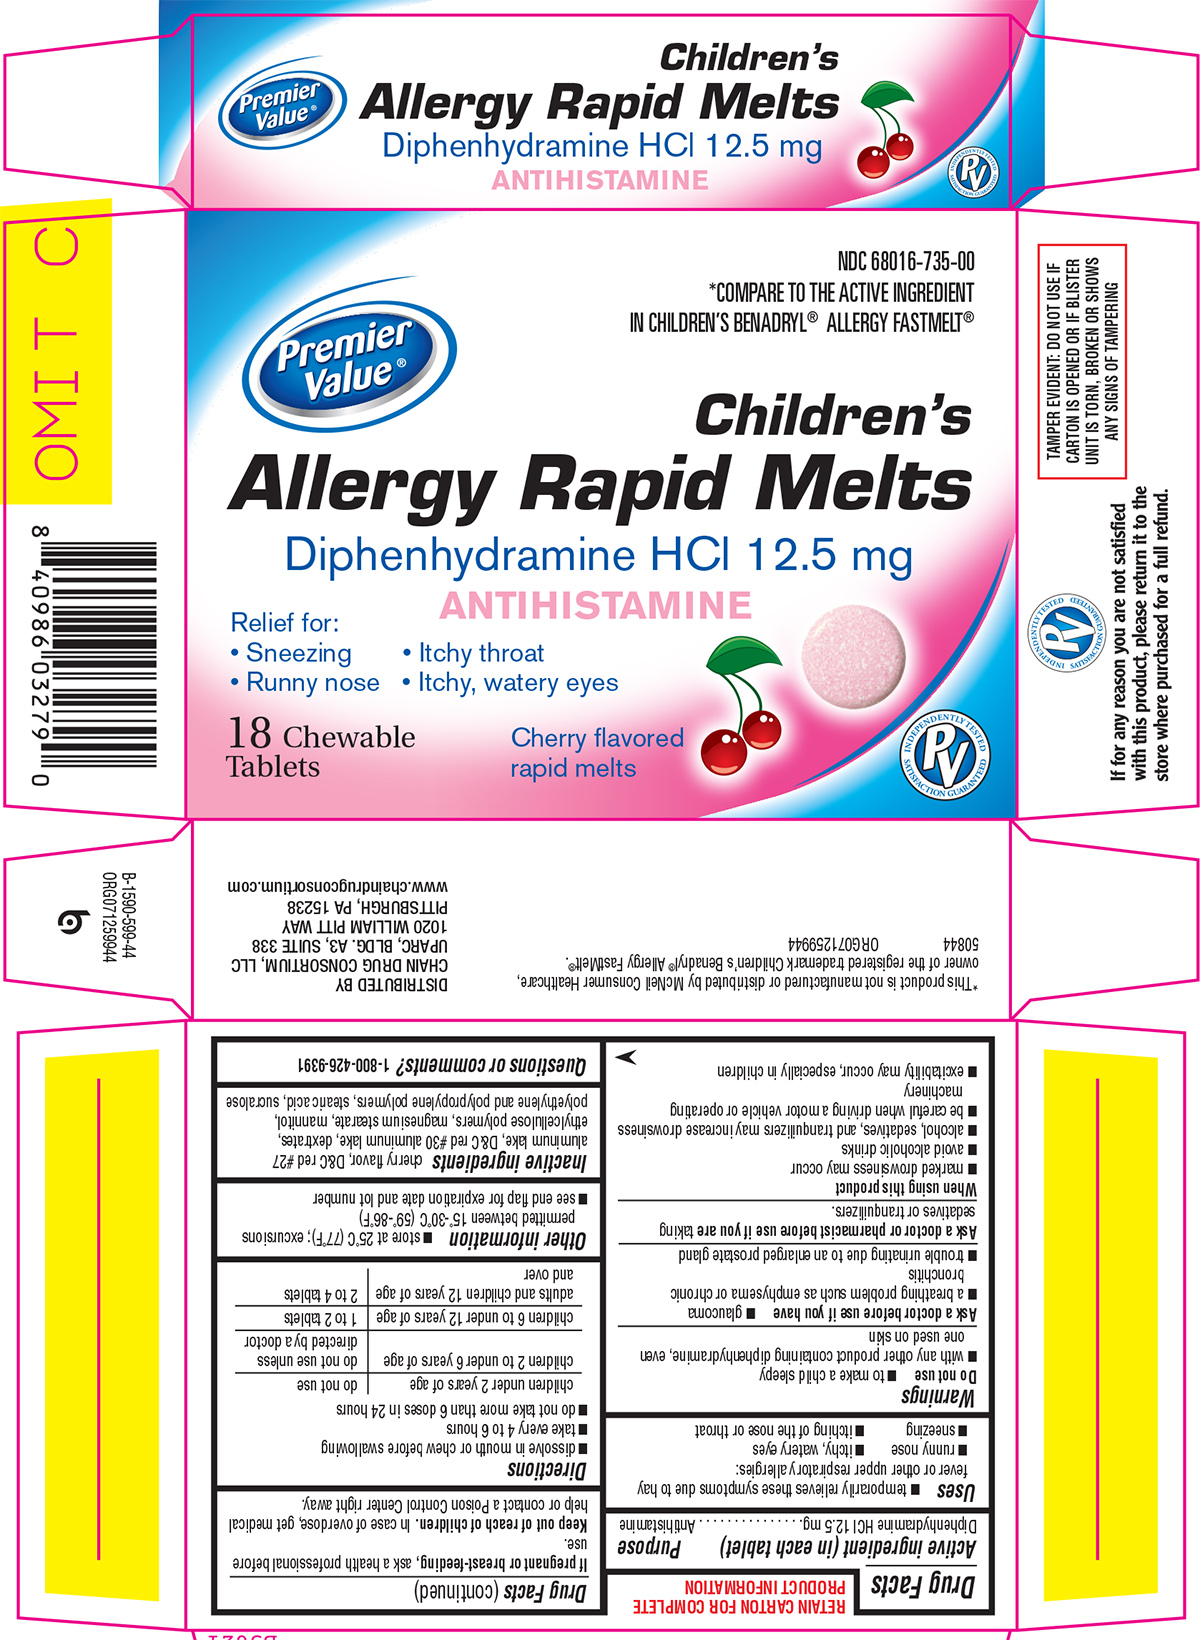 Premier
Value®
Children's
Allergy Rapid Melts
Diphenhydramine HCl 12.5 mg
ANTIHISTAMINE
INDEPENDENTLY TESTED
PV
SATISFACTION GUARANTEED
OMIT C
8 40986 03279 0
NDC 68016-735-00
*COMPARE TO THE ACTIVE INGREDIENT
IN CHILDREN'S BENADRYL® ALLERGY FASTMELT®
Premier
Value®
Children's
Allergy Rapid Melts
Diphenhydramine HCl 12.5 mg
ANTIHISTAMINE
Relief for:
• Sneezing • Itchy throat
• Runny nose • Itchy, watery eyes
18 Chewable
Tablets
Cherry flavored
rapid melts
INDEPENDENTLY TESTED
PV
SATISFACTION GUARANTEED
TAMPER EVIDENT: DO NOT USE IF
CARTON IS OPENED OR IF BLISTER
UNIT IS TORN, BROKEN OR SHOWS
ANY SIGNS OF TAMPERING
INDEPENDENTLY TESTED
PV
SATISFACTION GUARANTEED
If for any reason you are not satisfied
with this product, please return it to the
store where purchased for a full refund.
B-1590-599-44
ORG071259944
b
*This product is not manufactured or distributed by McNeil Consumer Healthcare,
owner of the registered trademark Children's Benadryl® Allergy FastMelt®.
50844 ORG071259944
DISTRIBUTED BY
CHAIN DRUG CONSORTIUM, LLC
UPARC, BLDG. A3, SUITE 338
1020 WILLIAM PITT WAY
PITTSBURGH, PA 15238
www.chaindrugconsortium.com
RETAIN CARTON FOR COMPLETE
PRODUCT INFORMATION
Drug Facts
Active ingredient (in each tablet) Purpose
Diphenhydramine HCl 12.5 mg. . . . . . . . . . . . . . . Antihistamine
Uses ■ temporarily relieves these symptoms due to hay
fever or other upper respiratory allergies:
■ runny nose ■ itchy, watery eyes
■ sneezing ■ itching of the nose or throat
Warnings
Do not use ■ to make a child sleepy
■ with any other product containing diphenhydramine, even
one used on skin
Ask a doctor before use if you have ■ glaucoma
■ a breathing problem such as emphysema or chronic
bronchitis
■ trouble urinating due to an enlarged prostate gland
Ask a doctor or pharmacist before use if you are taking
sedatives or tranquilizers.
When using this product
■ marked drowsiness may occur
■ avoid alcoholic drinks
■ alcohol, sedatives, and tranquilizers may increase drowsiness
■ be careful when driving a motor vehicle or operating
machinery
■ excitability may occur, especially in children
Drug Facts (continued)
If pregnant or breast-feeding, ask a health professional before
use.
Keep out of reach of children. In case of overdose, get medical
help or contact a Poison Control Center right away.
Directions
■ dissolve in mouth or chew before swallowing
■ take every 4 to 6 hours
■ do not take more than 6 doses in 24 hours
children under 2 years of age do not use
children 2 to under 6 years of age do not use unless
directed by a doctor
children 6 to under 12 years of age 1 to 2 tablets
adults and children 12 years of age 2 to 4 tablets
and over
Other information ■ store at 25°C (77°F); excursions
permitted between 15°-30°C (59°-86°F)
■ see end flap for expiration date and lot number
Inactive ingredients cherry flavor, D&C red #27
aluminum lake, D&C red #30 aluminum lake, dextrates,
ethylcellulose polymers, magnesium stearate, mannitol,
polyethylene and polypropylene polymers, stearic acid, sucralose
Questions or comments? 1-800-426-9391